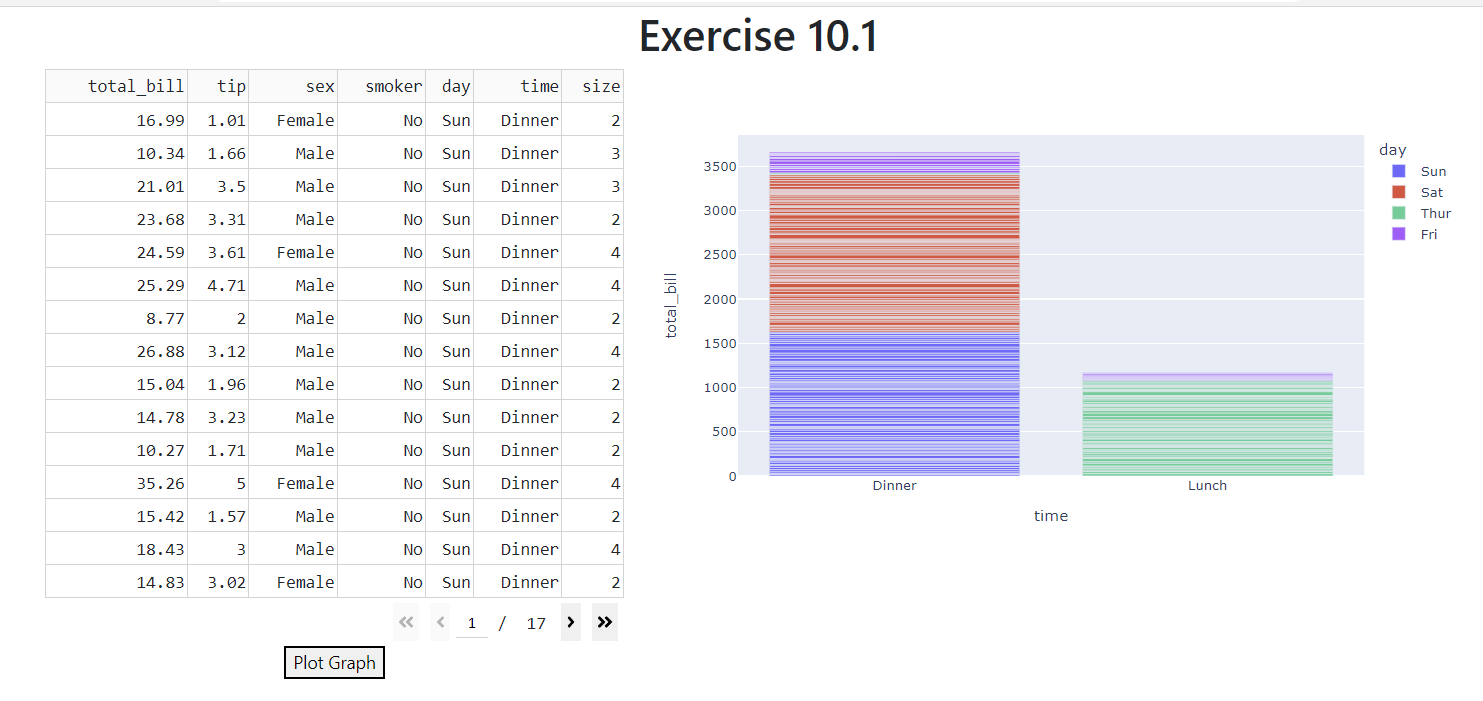 Exercise 10.1
total_bill tip sex smoker day time size
16.99 1.01 Female No Sun Dinner 2
10.34 1.66 Male No Sun Dinner 3
21.01 3.5 Male No Sun Dinner 3
23.68 3.31 Male No Sun Dinner 2
24.59 3.61 Female No Sun Dinner 4
25.29 4.71 Male No Sun Dinner 4
8.77 2 Male No Sun Dinner 2
26.88 3.12 Male No Sun Dinner 4
15.04 1.96 Male No Sun Dinner 2
14.78 3.23 Male No Sun Dinner 2
10.27 1.71 Male No Sun Dinner 2
35.26 5 Female No Sun Dinner 4
15.42 1.57 Male No Sun Dinner 2
18.43 3 Male No Sun Dinner 4
14.83 3.02 Female No Sun Dinner 2
« ‹ 1 / 17 › »
Plot Graph
total_bill
3500
3000
2500
2000
1500
1000
500
0
Dinner Lunch
time
day
Sun
Sat
Thur
Fri